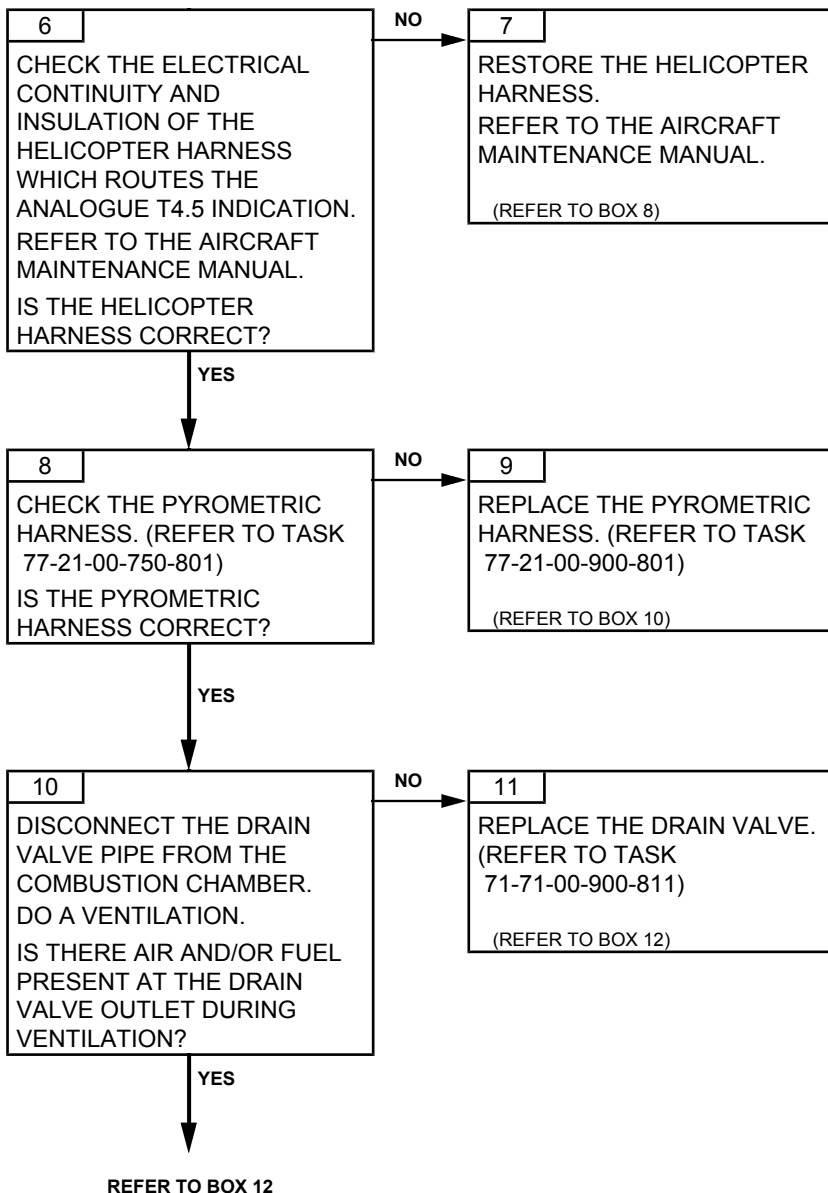 6
CHECK THE ELECTRICAL
CONTINUITY AND
INSULATION OF THE
HELICOPTER HARNESS
WHICH ROUTES THE
ANALOGUE T4.5 INDICATION.
REFER TO THE AIRCRAFT
MAINTENANCE MANUAL.
IS THE HELICOPTER
HARNESS CORRECT?
NO
7
RESTORE THE HELICOPTER
HARNESS.
REFER TO THE AIRCRAFT
MAINTENANCE MANUAL.
(REFER TO BOX 8)
YES
8
CHECK THE PYROMETRIC
HARNESS. (REFER TO TASK
77-21-00-750-801)
IS THE PYROMETRIC
HARNESS CORRECT?
NO
9
REPLACE THE PYROMETRIC
HARNESS. (REFER TO TASK
77-21-00-900-801)
(REFER TO BOX 10)
YES
10
DISCONNECT THE DRAIN
VALVE PIPE FROM THE
COMBUSTION CHAMBER.
DO A VENTILATION.
IS THERE AIR AND/OR FUEL
PRESENT AT THE DRAIN
VALVE OUTLET DURING
VENTILATION?
NO
11
REPLACE THE DRAIN VALVE.
(REFER TO TASK
71-71-00-900-811)
(REFER TO BOX 12)
YES
REFER TO BOX 12